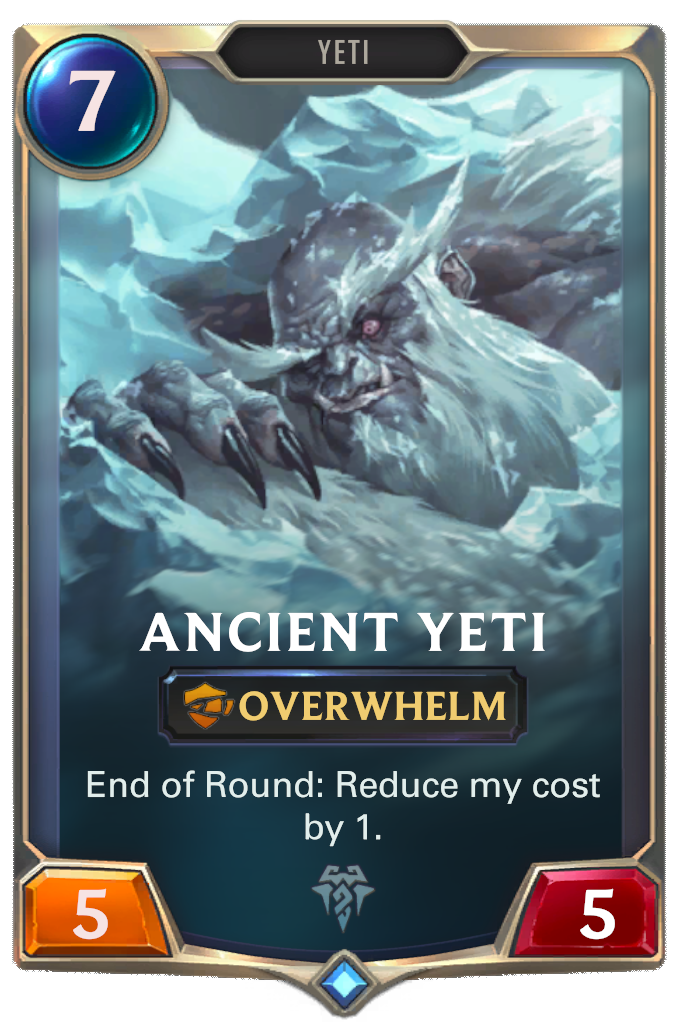 YETI
7
ANCIENT YETI
OVERWHELM
End of Round: Reduce my cost
by 1.
5 5